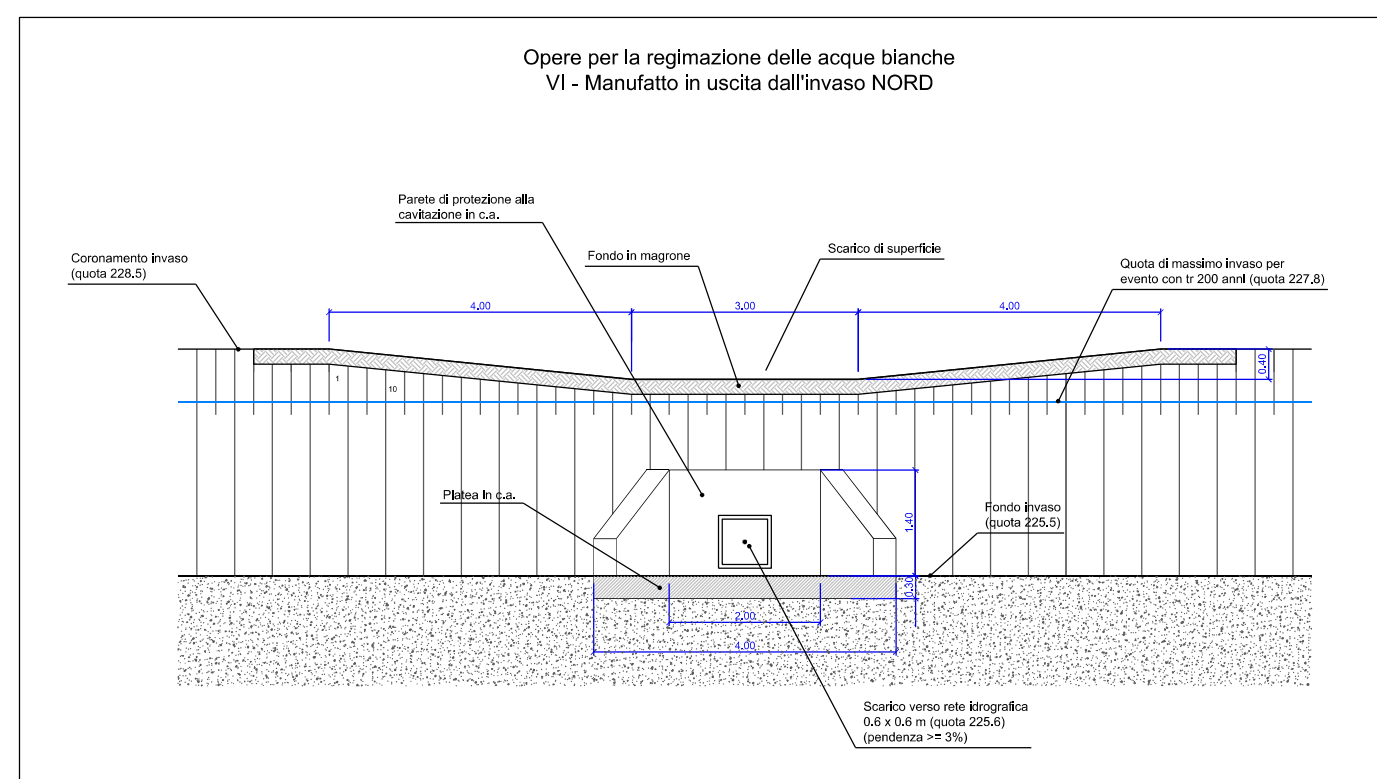 Opere per la regimazione delle acque bianche
VI - Manufatto in uscita dall'invaso NORD
Parete di protezione alla
cavitazione in c.a.
Coronamento invaso
(quota 228.5)
Fondo in magrone
Scarico di superficie
Quota di massimo invaso per
evento con tr 200 anni (quota 227.8)
4.00
3.00
4.00
0.40
1
10
Platea in c.a.
Fondo invaso
(quota 225.5)
1.40
0.30
2.00
4.00
Scarico verso rete idrografica
0.6 x 0.6 m (quota 225.6)
(pendenza >= 3%)